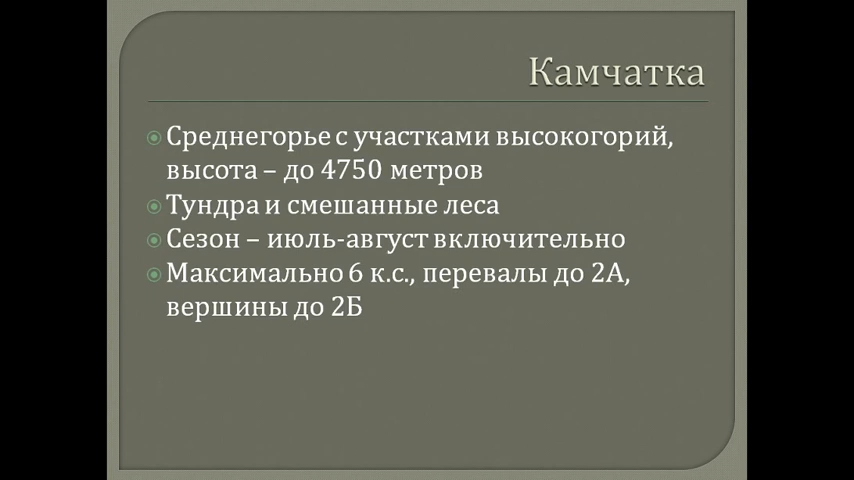 Камчатка
Среднегорье с участками высокогорий,
высота – до 4750 метров
Тундра и смешанные леса
Сезон – июль-август включительно
Максимально 6 к.с., перевалы до 2А,
вершины до 2Б